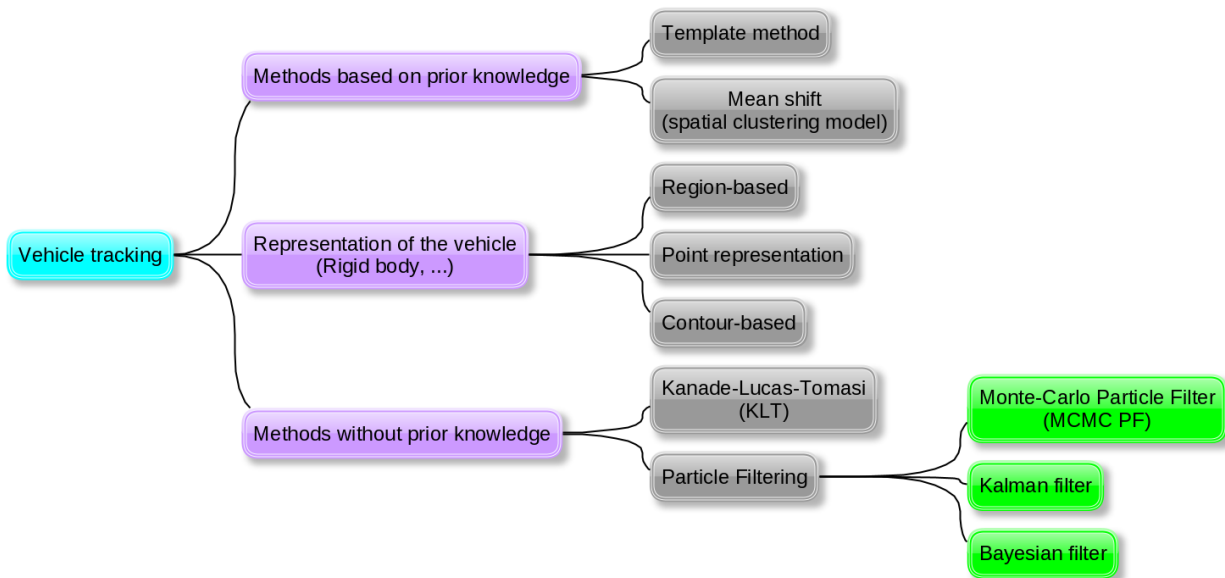 Vehicle tracking
Methods based on prior knowledge
Template method
Mean shift
(spatial clustering model)
Representation of the vehicle
(Rigid body, ...)
Region-based
Point representation
Contour-based
Methods without prior knowledge
Kanade-Lucas-Tomasi
(KLT)
Particle Filtering
Monte-Carlo Particle Filter
(MCMC PF)
Kalman filter
Bayesian filter